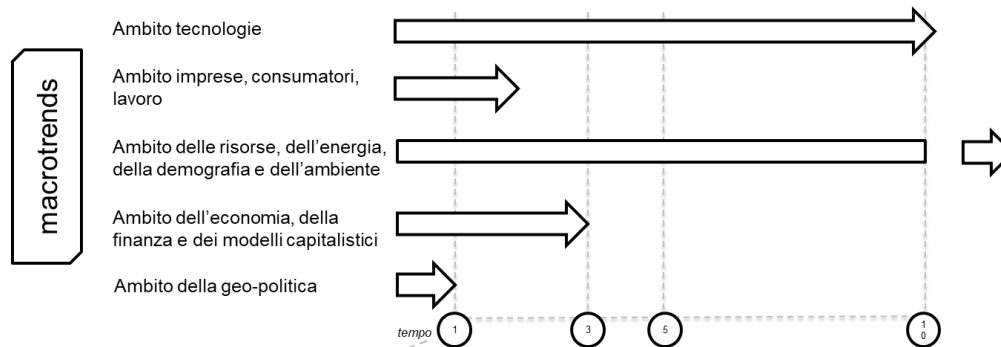 macrotrends
Ambito tecnologie
Ambito imprese, consumatori,
lavoro
Ambito delle risorse, dell'energia,
della demografia e dell'ambiente
Ambito dell'economia, della
finanza e dei modelli capitalistici
Ambito della geo-politica
tempo
1
3
5
1
0